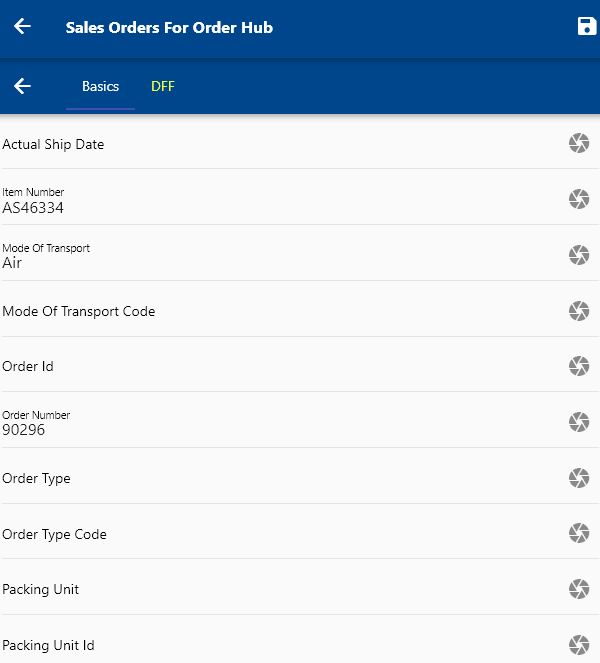 Sales Orders For Order Hub
Basics DFF
Actual Ship Date
Item Number
AS46334
Mode Of Transport
Air
Mode Of Transport Code
Order Id
Order Number
90296
Order Type
Order Type Code
Packing Unit
Packing Unit Id